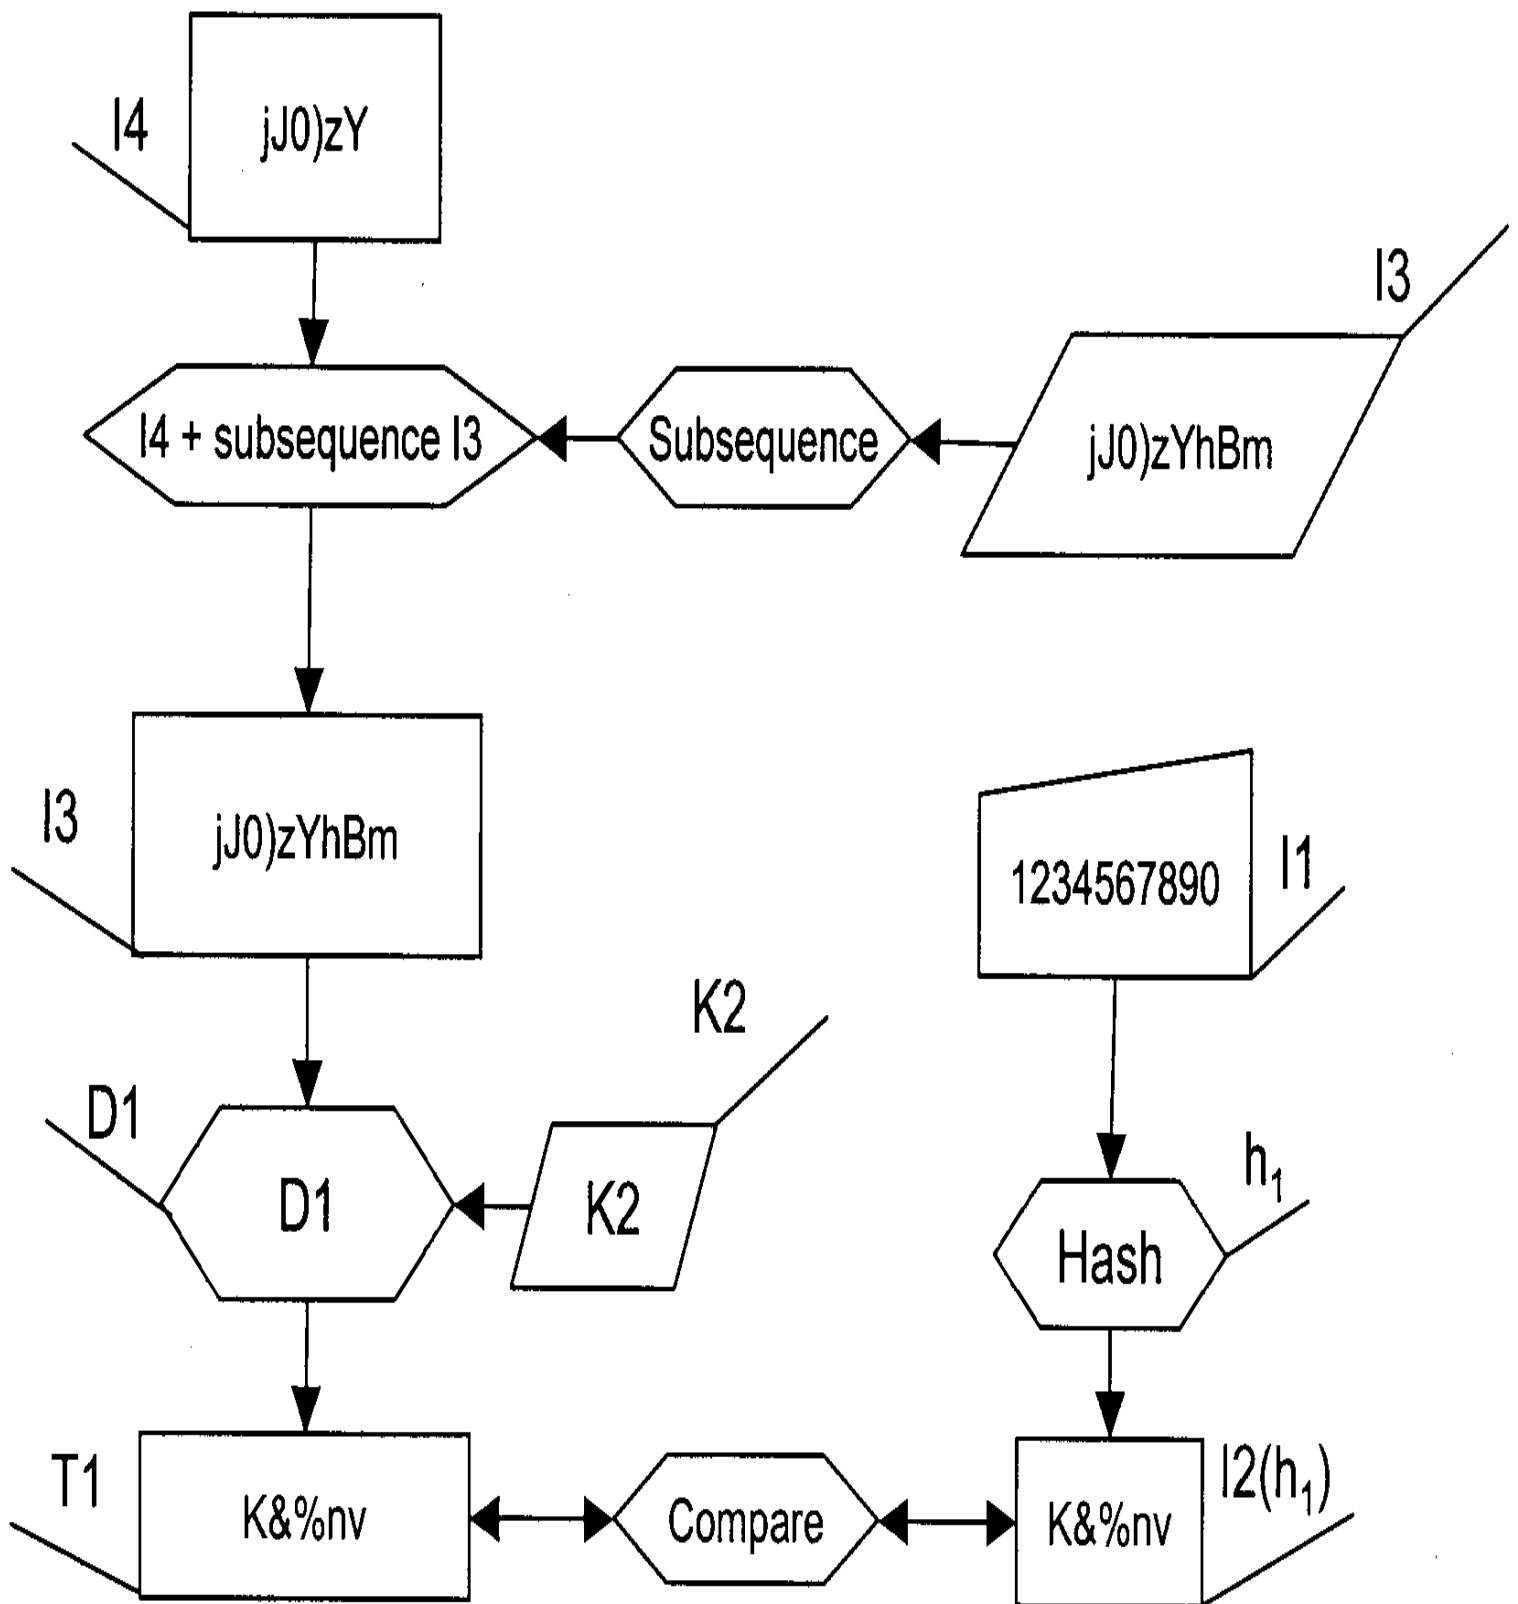 I4
jJ0)zY
I3
I4 + subsequence I3
Subsequence
jJ0)zYhBm
I3
jJ0)zYhBm
1234567890
I1
K2
D1
D1
K2
h₁
Hash
T1
K&%nv
Compare
K&%nv
I2(h₁)